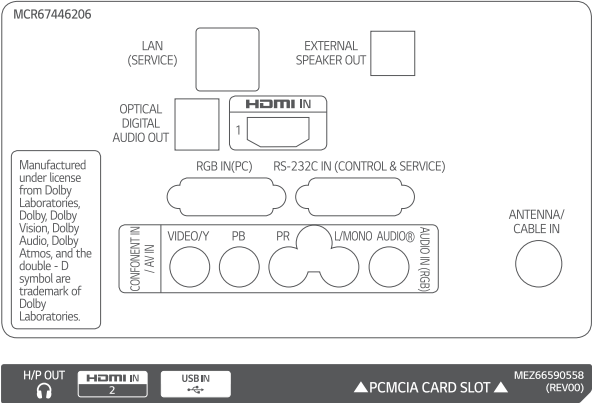 MCR67446206
LAN
(SERVICE)
EXTERNAL
SPEAKER OUT
OPTICAL
DIGITAL
AUDIO OUT
HDMI IN
1
Manufactured
under license
from Dolby
Laboratories,
Dolby, Dolby
Vision, Dolby
Audio, Dolby
Atmos, and the
double - D
symbol are
trademark of
Dolby
Laboratories.
RGB IN(PC)
RS-232C IN (CONTROL & SERVICE)
CONFONENT IN
/ AV IN
VIDEO/Y
PB
PR
L/MONO AUDIO®
AUDIO IN (RGB)
ANTENNA/
CABLE IN
H/P OUT
HDMI IN
2
USB IN
▲PCMCIA CARD SLOT ▲
MEZ66590558
(REV00)